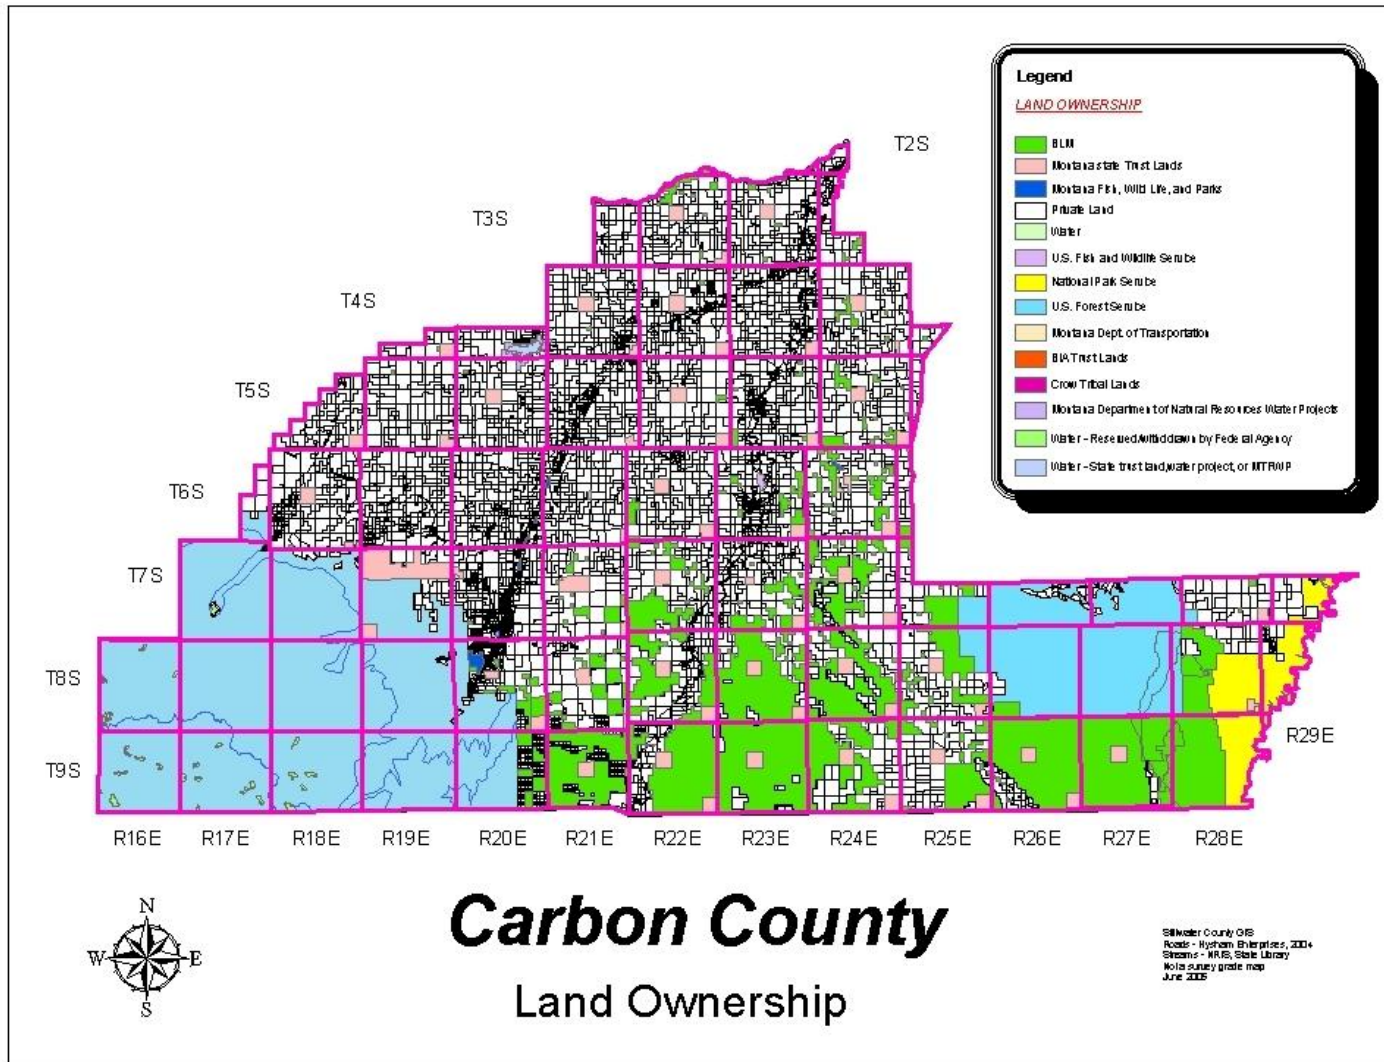 T2S
T3S
T4S
T5S
T6S
T7S
T8S
T9S
R16E
R17E
R18E
R19E
R20E
R21E
R22E
R23E
R24E
R25E
R26E
R27E
R28E
R29E
Legend
LAND OWNERSHIP
BLM
Montana state Trust Lands
Montana Fish, Wild Life, and Parks
Private Land
Water
U.S. Fish and Wildlife Service
National Park Service
U.S. Forest Service
Montana Dept. of Transportation
BIA Trust Lands
Crow Tribal Lands
Montana Department of Natural Resources Water Projects
Water - Reserved/withddrawn by Federal Agency
Water - State trust land,water project, or MTFWP
N
W
E
S
Carbon County
Land Ownership
Stillwater County GIS
Roads - Hysham Enterprises, 2004
Streams - NRIS, State Library
Not a survey grade map
June 2005